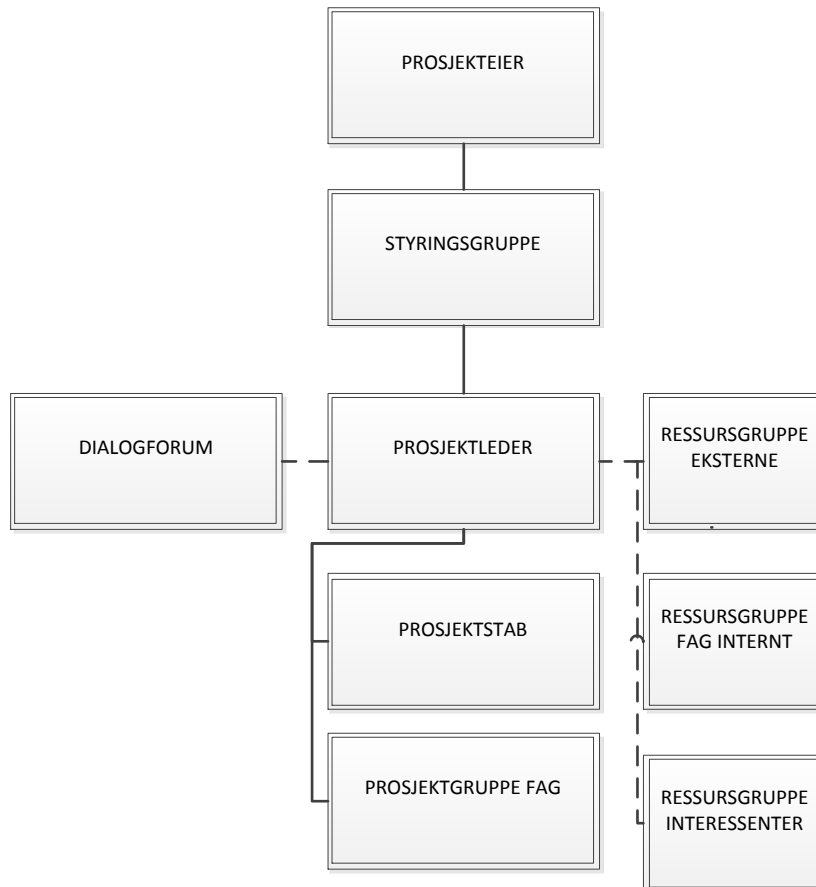 PROSJEKTEIER
STYRINGSGRUPPE
DIALOGFORUM
PROSJEKTLEDER
RESSURSGRUPPE
EKSTERNE
PROSJEKTSTAB
RESSURSGRUPPE
FAG INTERNT
PROSJEKTGRUPPE FAG
RESSURSGRUPPE
INTERESSENTER